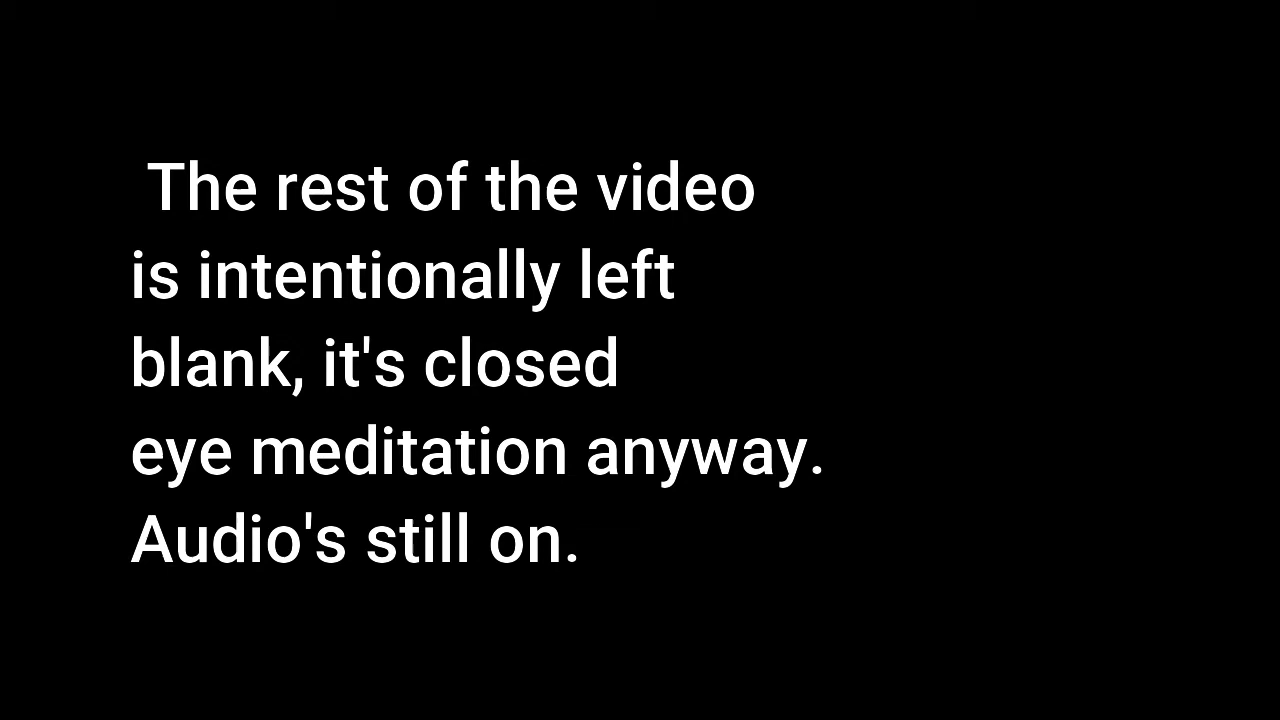 The rest of the video
is intentionally left
blank, it's closed
eye meditation anyway.
Audio's still on.